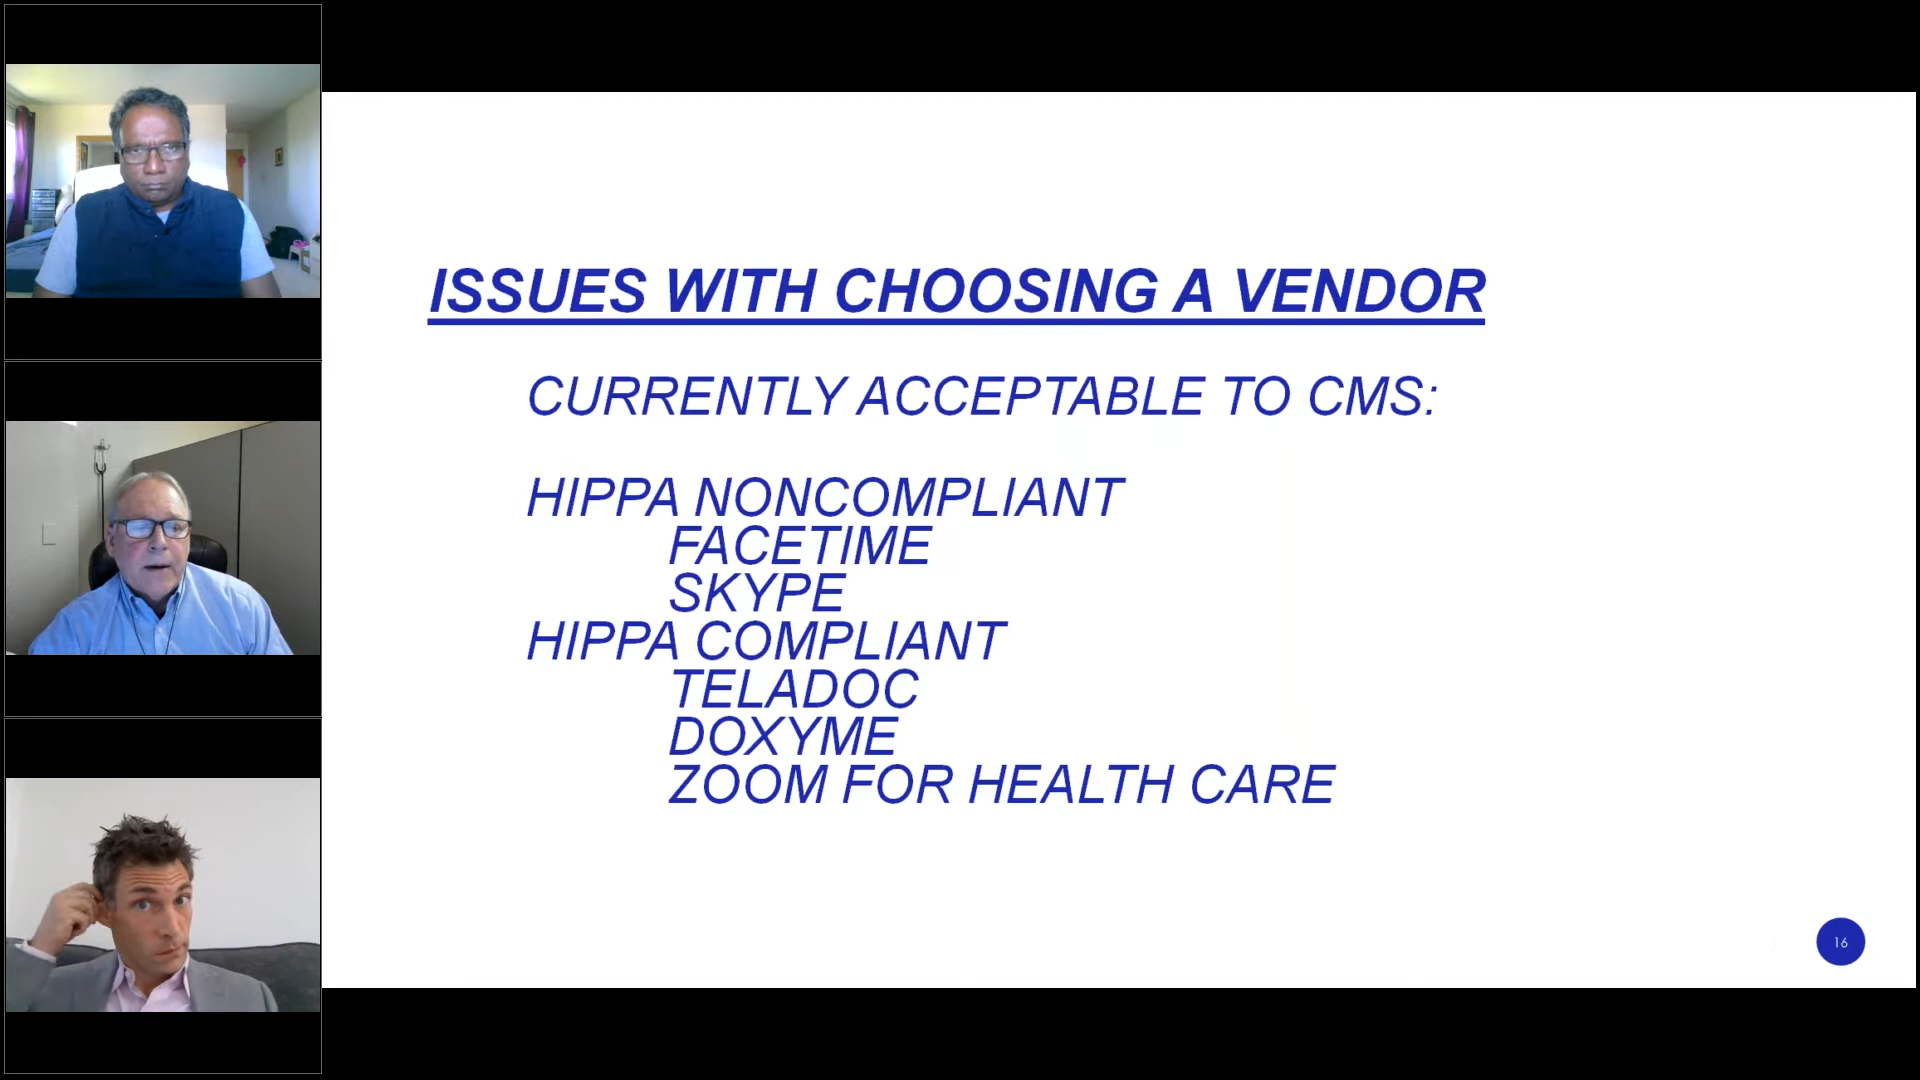 ISSUES WITH CHOOSING A VENDOR
CURRENTLY ACCEPTABLE TO CMS:
HIPPA NONCOMPLIANT
FACETIME
SKYPE
HIPPA COMPLIANT
TELADOC
DOXYME
ZOOM FOR HEALTH CARE
16